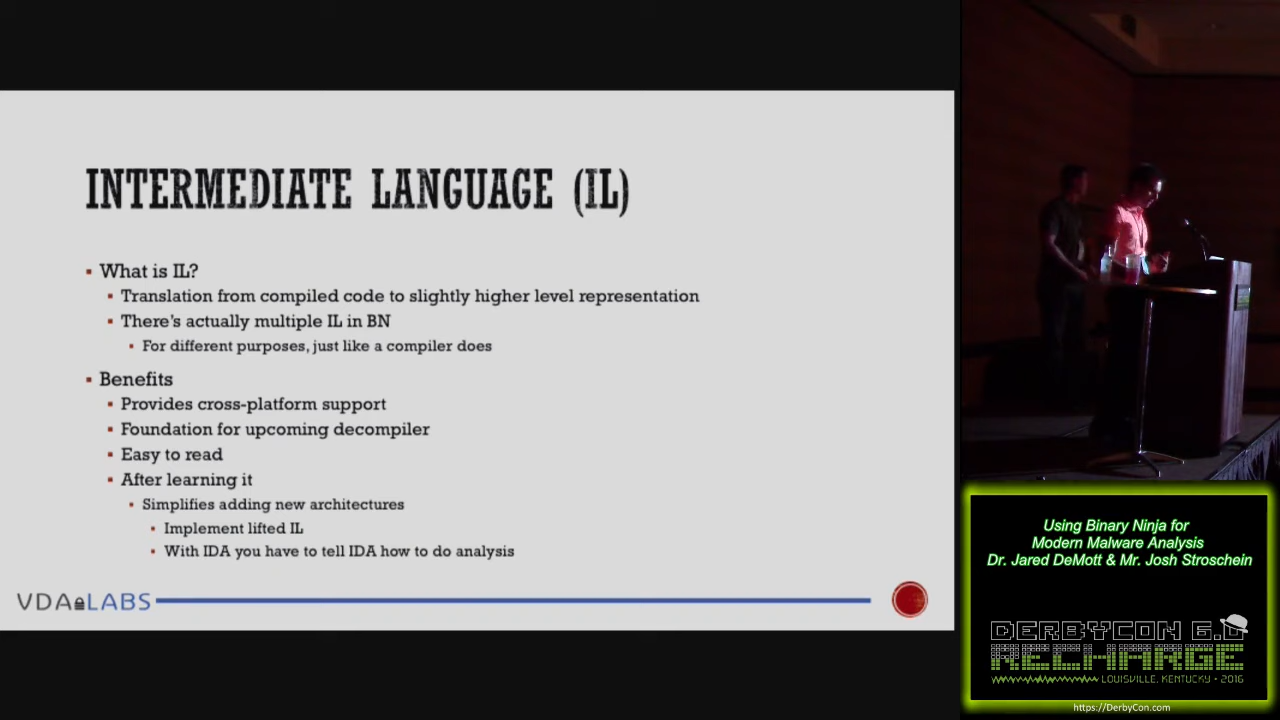 INTERMEDIATE LANGUAGE (IL)
▪ What is IL?
▪ Translation from compiled code to slightly higher level representation
▪ There's actually multiple IL in BN
▪ For different purposes, just like a compiler does
▪ Benefits
▪ Provides cross-platform support
▪ Foundation for upcoming decompiler
▪ Easy to read
▪ After learning it
▪ Simplifies adding new architectures
▪ Implement lifted IL
▪ With IDA you have to tell IDA how to do analysis
VDA LABS
Using Binary Ninja for
Modern Malware Analysis
Dr. Jared DeMott & Mr. Josh Stroschein
DERBYCON 6.0
RECHARGE
LOUISVILLE, KENTUCKY • 2016
https://DerbyCon.com